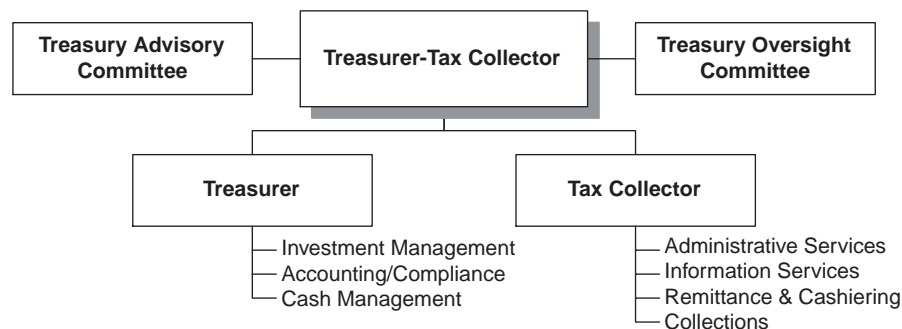 Treasury Advisory
Committee
Treasurer-Tax Collector
Treasury Oversight
Committee
Treasurer
Tax Collector
Investment Management
Accounting/Compliance
Cash Management
Administrative Services
Information Services
Remittance & Cashiering
Collections